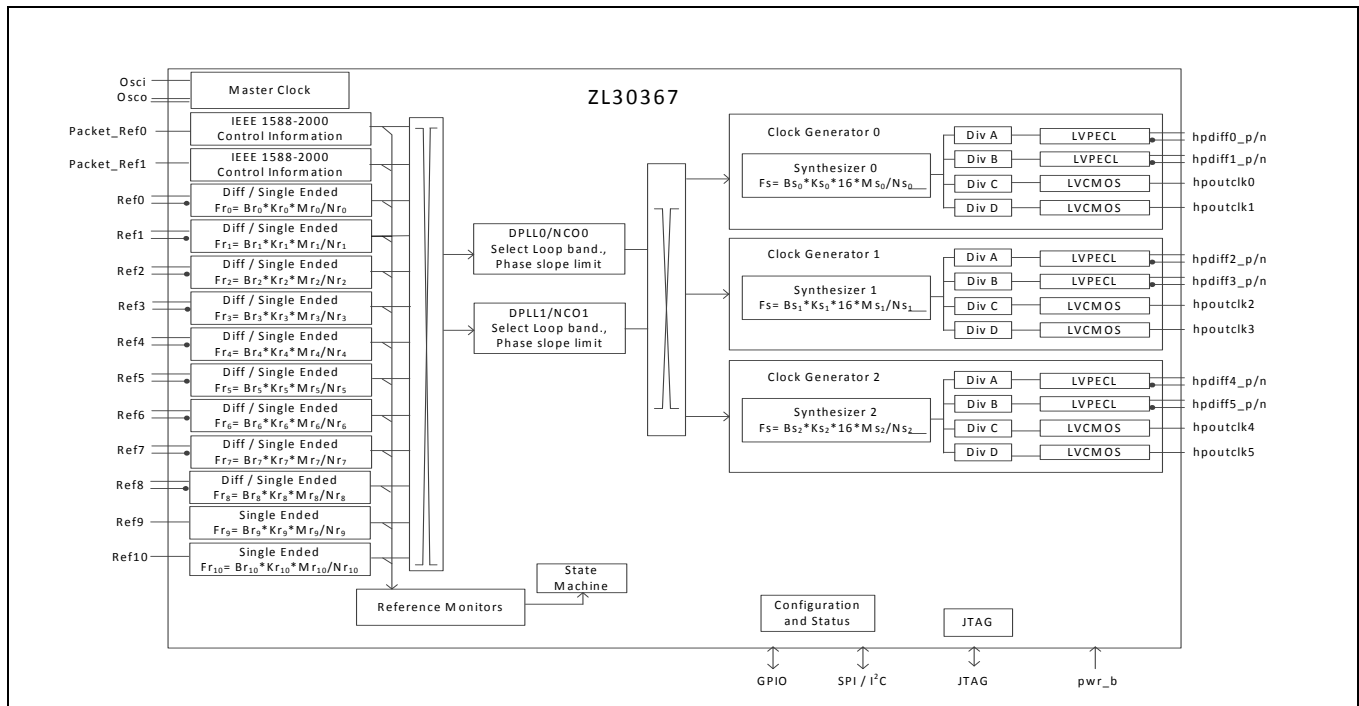 ZL30367
Osci
Osco
Master Clock
Packet_Ref0
IEEE 1588-2000
Control Information
Packet_Ref1
IEEE 1588-2000
Control Information
Ref0
Diff / Single Ended
Fr₀= Br₀*Kr₀*Mr₀/Nr₀
Ref1
Diff / Single Ended
Fr₁= Br₁*Kr₁*Mr₁/Nr₁
Ref2
Diff / Single Ended
Fr₂= Br₂*Kr₂*Mr₂/Nr₂
Ref3
Diff / Single Ended
Fr₃= Br₃*Kr₃*Mr₃/Nr₃
Ref4
Diff / Single Ended
Fr₄= Br₄*Kr₄*Mr₄/Nr₄
Ref5
Diff / Single Ended
Fr₅= Br₅*Kr₅*Mr₅/Nr₅
Ref6
Diff / Single Ended
Fr₆= Br₆*Kr₆*Mr₆/Nr₆
Ref7
Diff / Single Ended
Fr₇= Br₇*Kr₇*Mr₇/Nr₇
Ref8
Diff / Single Ended
Fr₈= Br₈*Kr₈*Mr₈/Nr₈
Ref9
Single Ended
Fr₉= Br₉*Kr₉*Mr₉/Nr₉
Ref10
Single Ended
Fr₁₀= Br₁₀*Kr₁₀*Mr₁₀/Nr₁₀
Reference Monitors
State
Machine
DPLL0/NCO0
Select Loop band.,
Phase slope limit
DPLL1/NCO1
Select Loop band.,
Phase slope limit
Clock Generator 0
Synthesizer 0
Fs= Bs₀*Ks₀*16*Ms₀/Ns₀
Div A
LVPECL
hpdiff0_p/n
Div B
LVPECL
hpdiff1_p/n
Div C
LVCMOS
hpoutclk0
Div D
LVCMOS
hpoutclk1
Clock Generator 1
Synthesizer 1
Fs= Bs₁*Ks₁*16*Ms₁/Ns₁
Div A
LVPECL
hpdiff2_p/n
Div B
LVPECL
hpdiff3_p/n
Div C
LVCMOS
hpoutclk2
Div D
LVCMOS
hpoutclk3
Clock Generator 2
Synthesizer 2
Fs= Bs₂*Ks₂*16*Ms₂/Ns₂
Div A
LVPECL
hpdiff4_p/n
Div B
LVPECL
hpdiff5_p/n
Div C
LVCMOS
hpoutclk4
Div D
LVCMOS
hpoutclk5
Configuration
and Status
JTAG
GPIO
SPI / I²C
JTAG
pwr_b